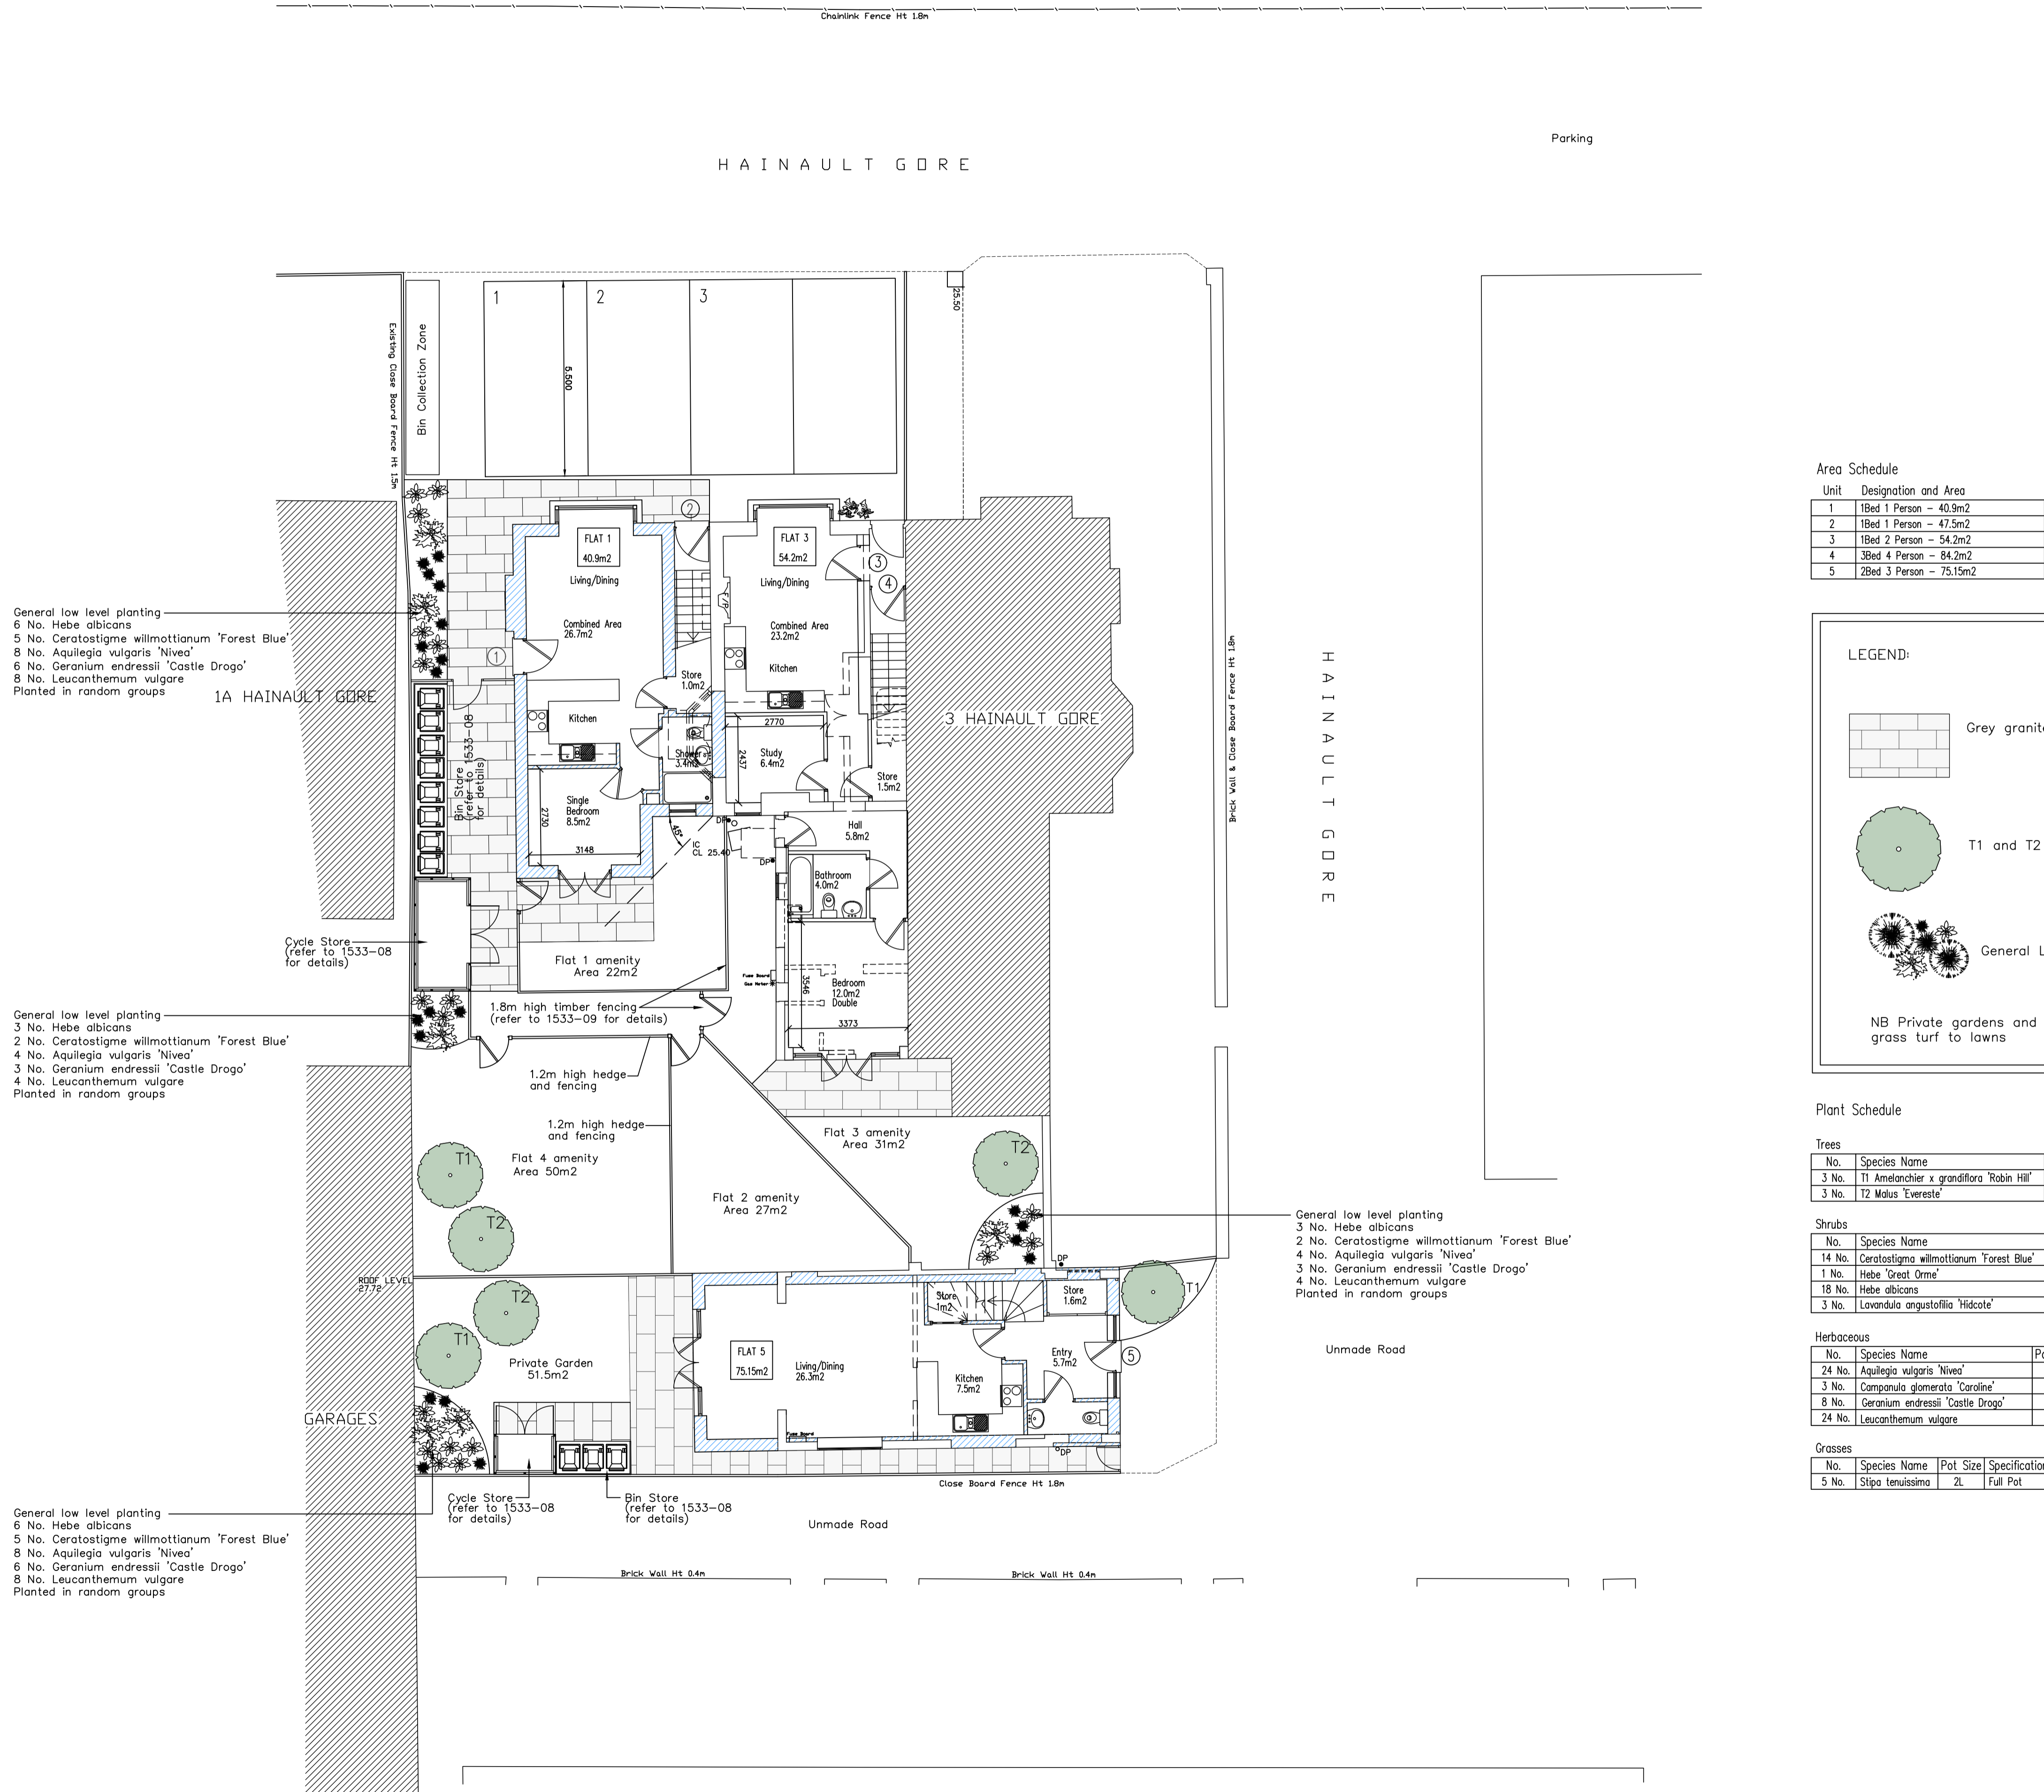 Chainlink Fence Ht 1.8m
Parking
HAINAULT GORE
25.50
1
2
3
5.500
Existing Close Board Fence Ht 1.5m
Bin Collection Zone
2
FLAT 1
40.9m2
Living/Dining
Combined Area
26.7m2
FLAT 3
54.2m2
Living/Dining
F/P
Combined Area
23.2m2
Kitchen
3
4
1
Store
1.0m2
Kitchen
Shower
3.4m2
2770
2437
Study
6.4m2
Store
1.5m2
Single
Bedroom
8.5m2
2730
3148
45°
IC
CL 25.40
DP
DP
Hall
5.8m2
Bathroom
4.0m2
Fuse Board
Gas Meter
3546
Bedroom
12.0m2
Double
3373
General low level planting
6 No. Hebe albicans
5 No. Ceratostigme willmottianum 'Forest Blue'
8 No. Aquilegia vulgaris 'Nivea'
6 No. Geranium endressii 'Castle Drogo'
8 No. Leucanthemum vulgare
Planted in random groups
1A HAINAULT GORE
3 HAINAULT GORE
Brick Wall & Close Board Fence Ht 1.8m
HAINAULT GORE
Bin Store
(refer to 1533-08
for details)
Cycle Store
(refer to 1533-08
for details)
Flat 1 amenity
Area 22m2
1.8m high timber fencing
(refer to 1533-09 for details)
General low level planting
3 No. Hebe albicans
2 No. Ceratostigme willmottianum 'Forest Blue'
4 No. Aquilegia vulgaris 'Nivea'
3 No. Geranium endressii 'Castle Drogo'
4 No. Leucanthemum vulgare
Planted in random groups
1.2m high hedge
and fencing
1.2m high hedge
and fencing
Flat 4 amenity
Area 50m2
T1
T2
Flat 3 amenity
Area 31m2
T2
Flat 2 amenity
Area 27m2
General low level planting
3 No. Hebe albicans
2 No. Ceratostigme willmottianum 'Forest Blue'
4 No. Aquilegia vulgaris 'Nivea'
3 No. Geranium endressii 'Castle Drogo'
4 No. Leucanthemum vulgare
Planted in random groups
DP
ROOF LEVEL
27.72
T2
T1
T1
Private Garden
51.5m2
FLAT 5
75.15m2
Living/Dining
26.3m2
Store
1m2
Store
1.6m2
Entry
5.7m2
Kitchen
7.5m2
5
Fuse Board
DP
Unmade Road
GARAGES
Close Board Fence Ht 1.8m
Cycle Store
(refer to 1533-08
for details)
Bin Store
(refer to 1533-08
for details)
Unmade Road
General low level planting
6 No. Hebe albicans
5 No. Ceratostigme willmottianum 'Forest Blue'
8 No. Aquilegia vulgaris 'Nivea'
6 No. Geranium endressii 'Castle Drogo'
8 No. Leucanthemum vulgare
Planted in random groups
Brick Wall Ht 0.4m
Brick Wall Ht 0.4m
Area Schedule
Unit Designation and Area
1 1Bed 1 Person - 40.9m2
2 1Bed 1 Person - 47.5m2
3 1Bed 2 Person - 54.2m2
4 3Bed 4 Person - 84.2m2
5 2Bed 3 Person - 75.15m2
LEGEND:
Grey granite
T1 and T2
General L
NB Private gardens and
grass turf to lawns
Plant Schedule
Trees
No. Species Name
3 No. T1 Amelanchier x grandiflora 'Robin Hill'
3 No. T2 Malus 'Evereste'
Shrubs
No. Species Name
14 No. Ceratostigma willmottianum 'Forest Blue'
1 No. Hebe 'Great Orme'
18 No. Hebe albicans
3 No. Lavandula angustofilia 'Hidcote'
Herbaceous
No. Species Name Po
24 No. Aquilegia vulgaris 'Nivea'
3 No. Campanula glomerata 'Caroline'
8 No. Geranium endressii 'Castle Drogo'
24 No. Leucanthemum vulgare
Grasses
No. Species Name Pot Size Specification
5 No. Stipa tenuissima 2L Full Pot